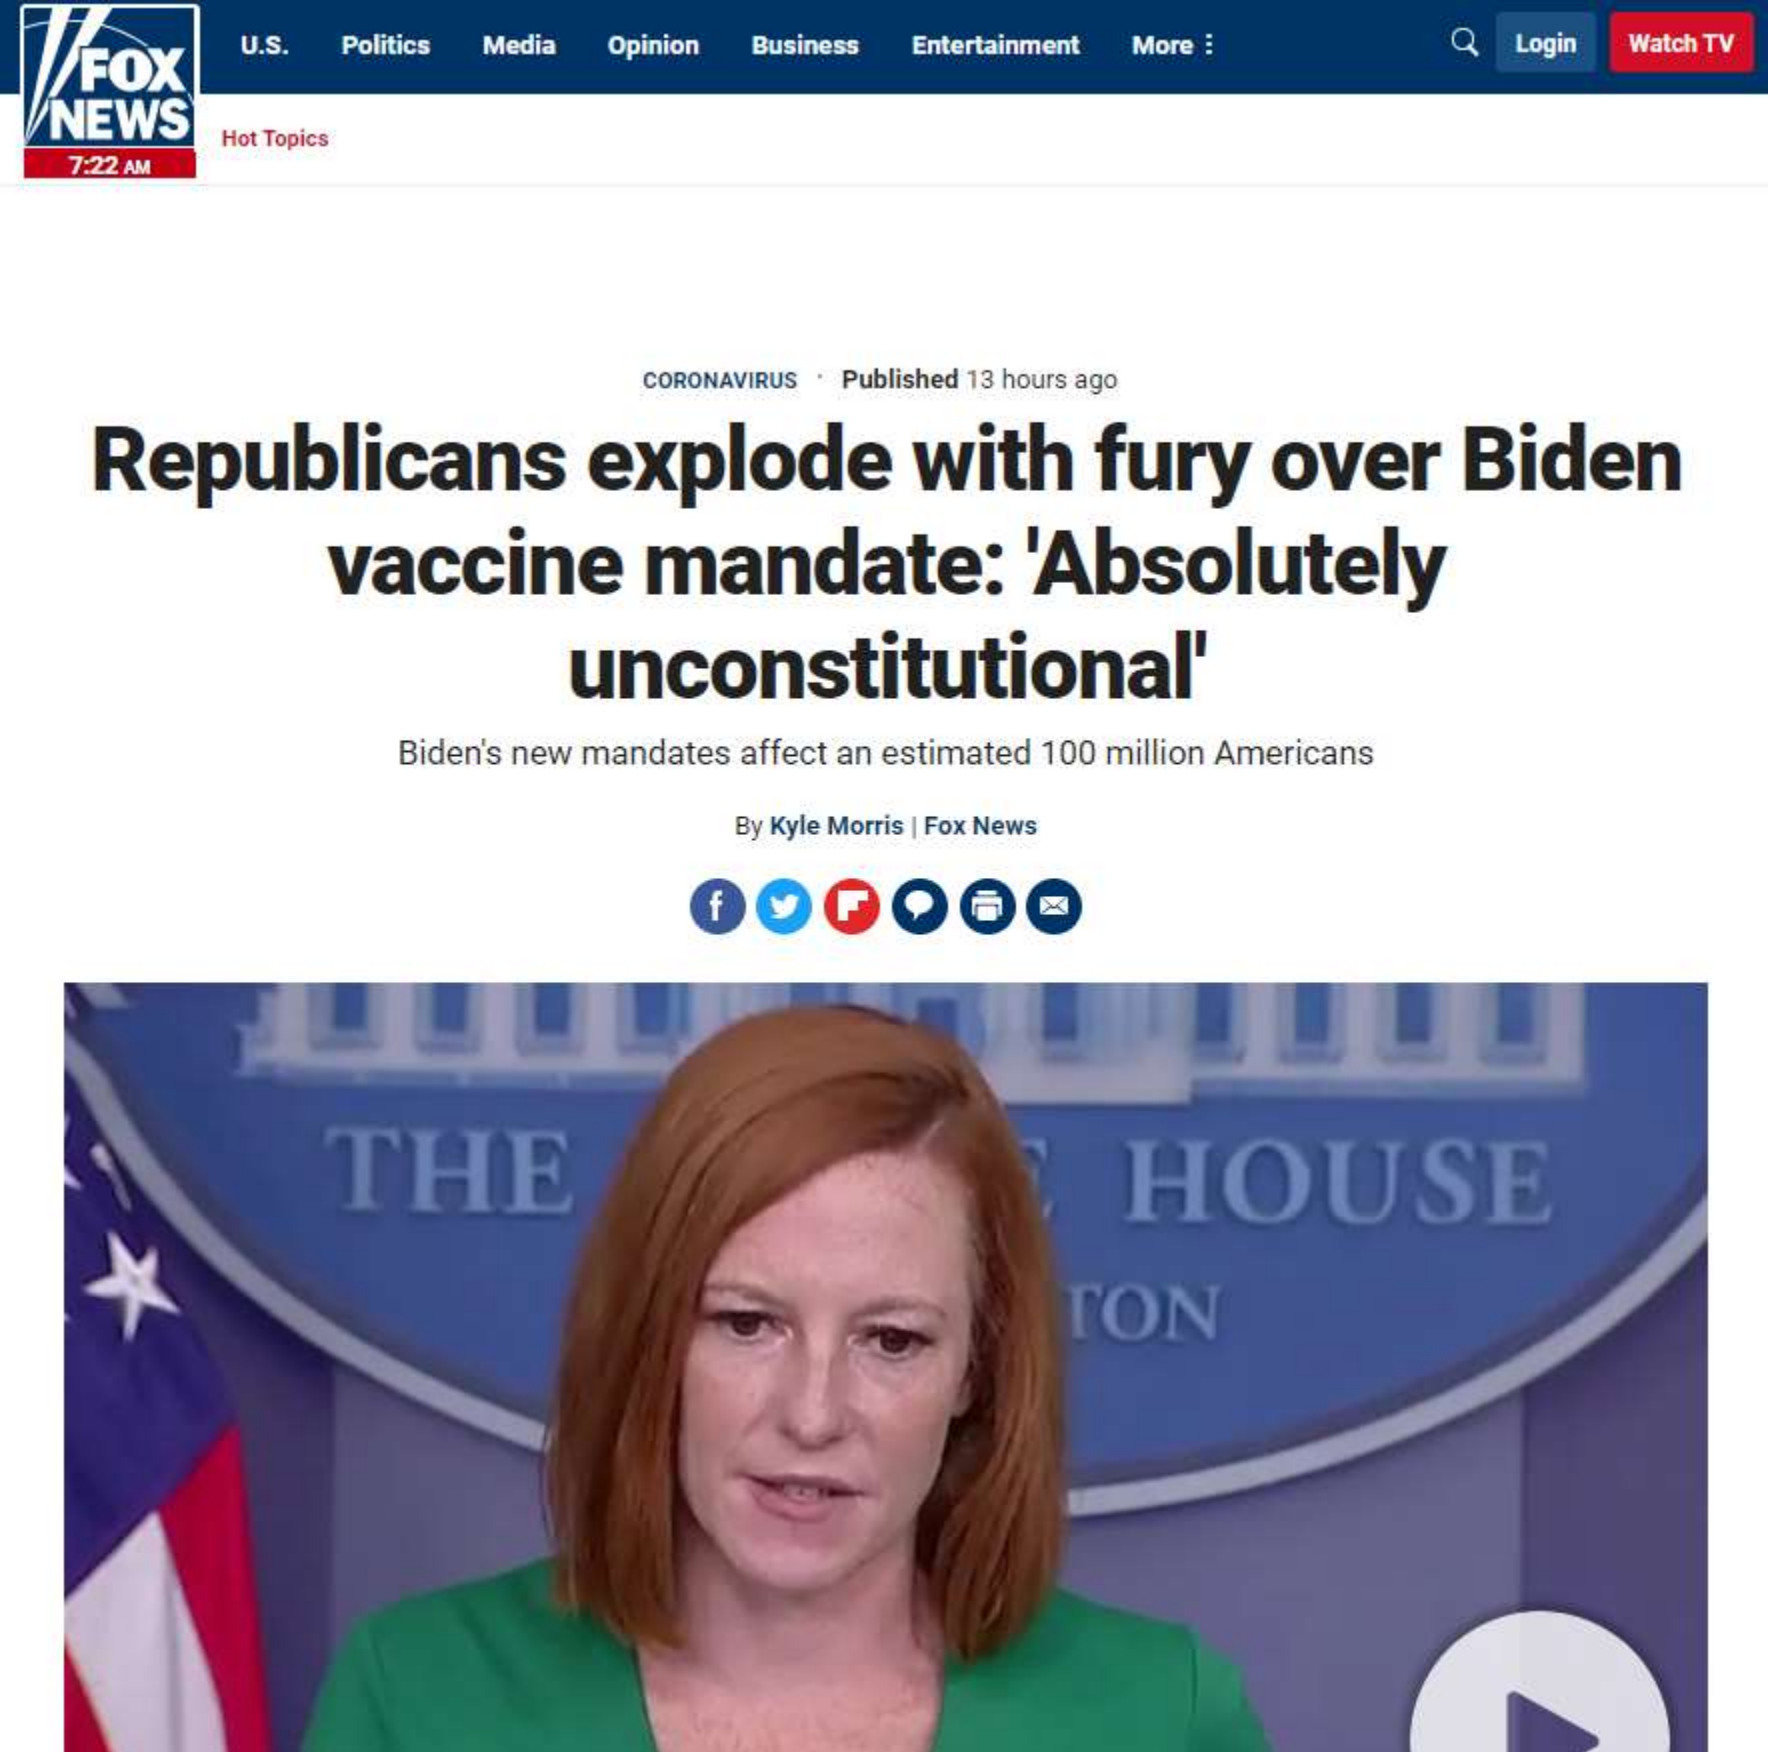 FOX
NEWS
7:22 AM
U.S. Politics Media Opinion Business Entertainment More
Login
Watch TV
Hot Topics
CORONAVIRUS · Published 13 hours ago
Republicans explode with fury over Biden
vaccine mandate: 'Absolutely
unconstitutional'
Biden's new mandates affect an estimated 100 million Americans
By Kyle Morris | Fox News
THE E HOUSE
TON